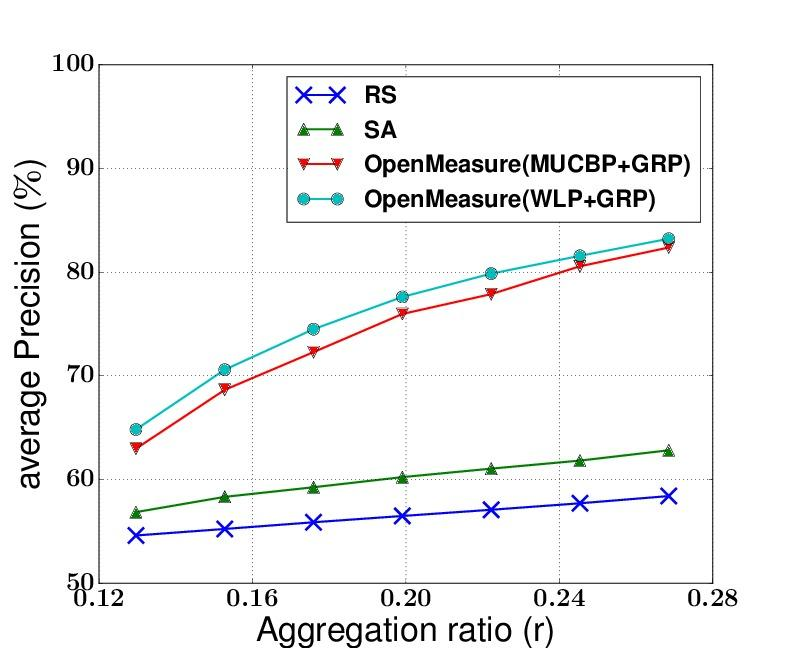 100
90
80
70
60
50
0.12
0.16
0.20
0.24
0.28
average Precision (%)
Aggregation ratio (r)
RS
SA
OpenMeasure(MUCBP+GRP)
OpenMeasure(WLP+GRP)